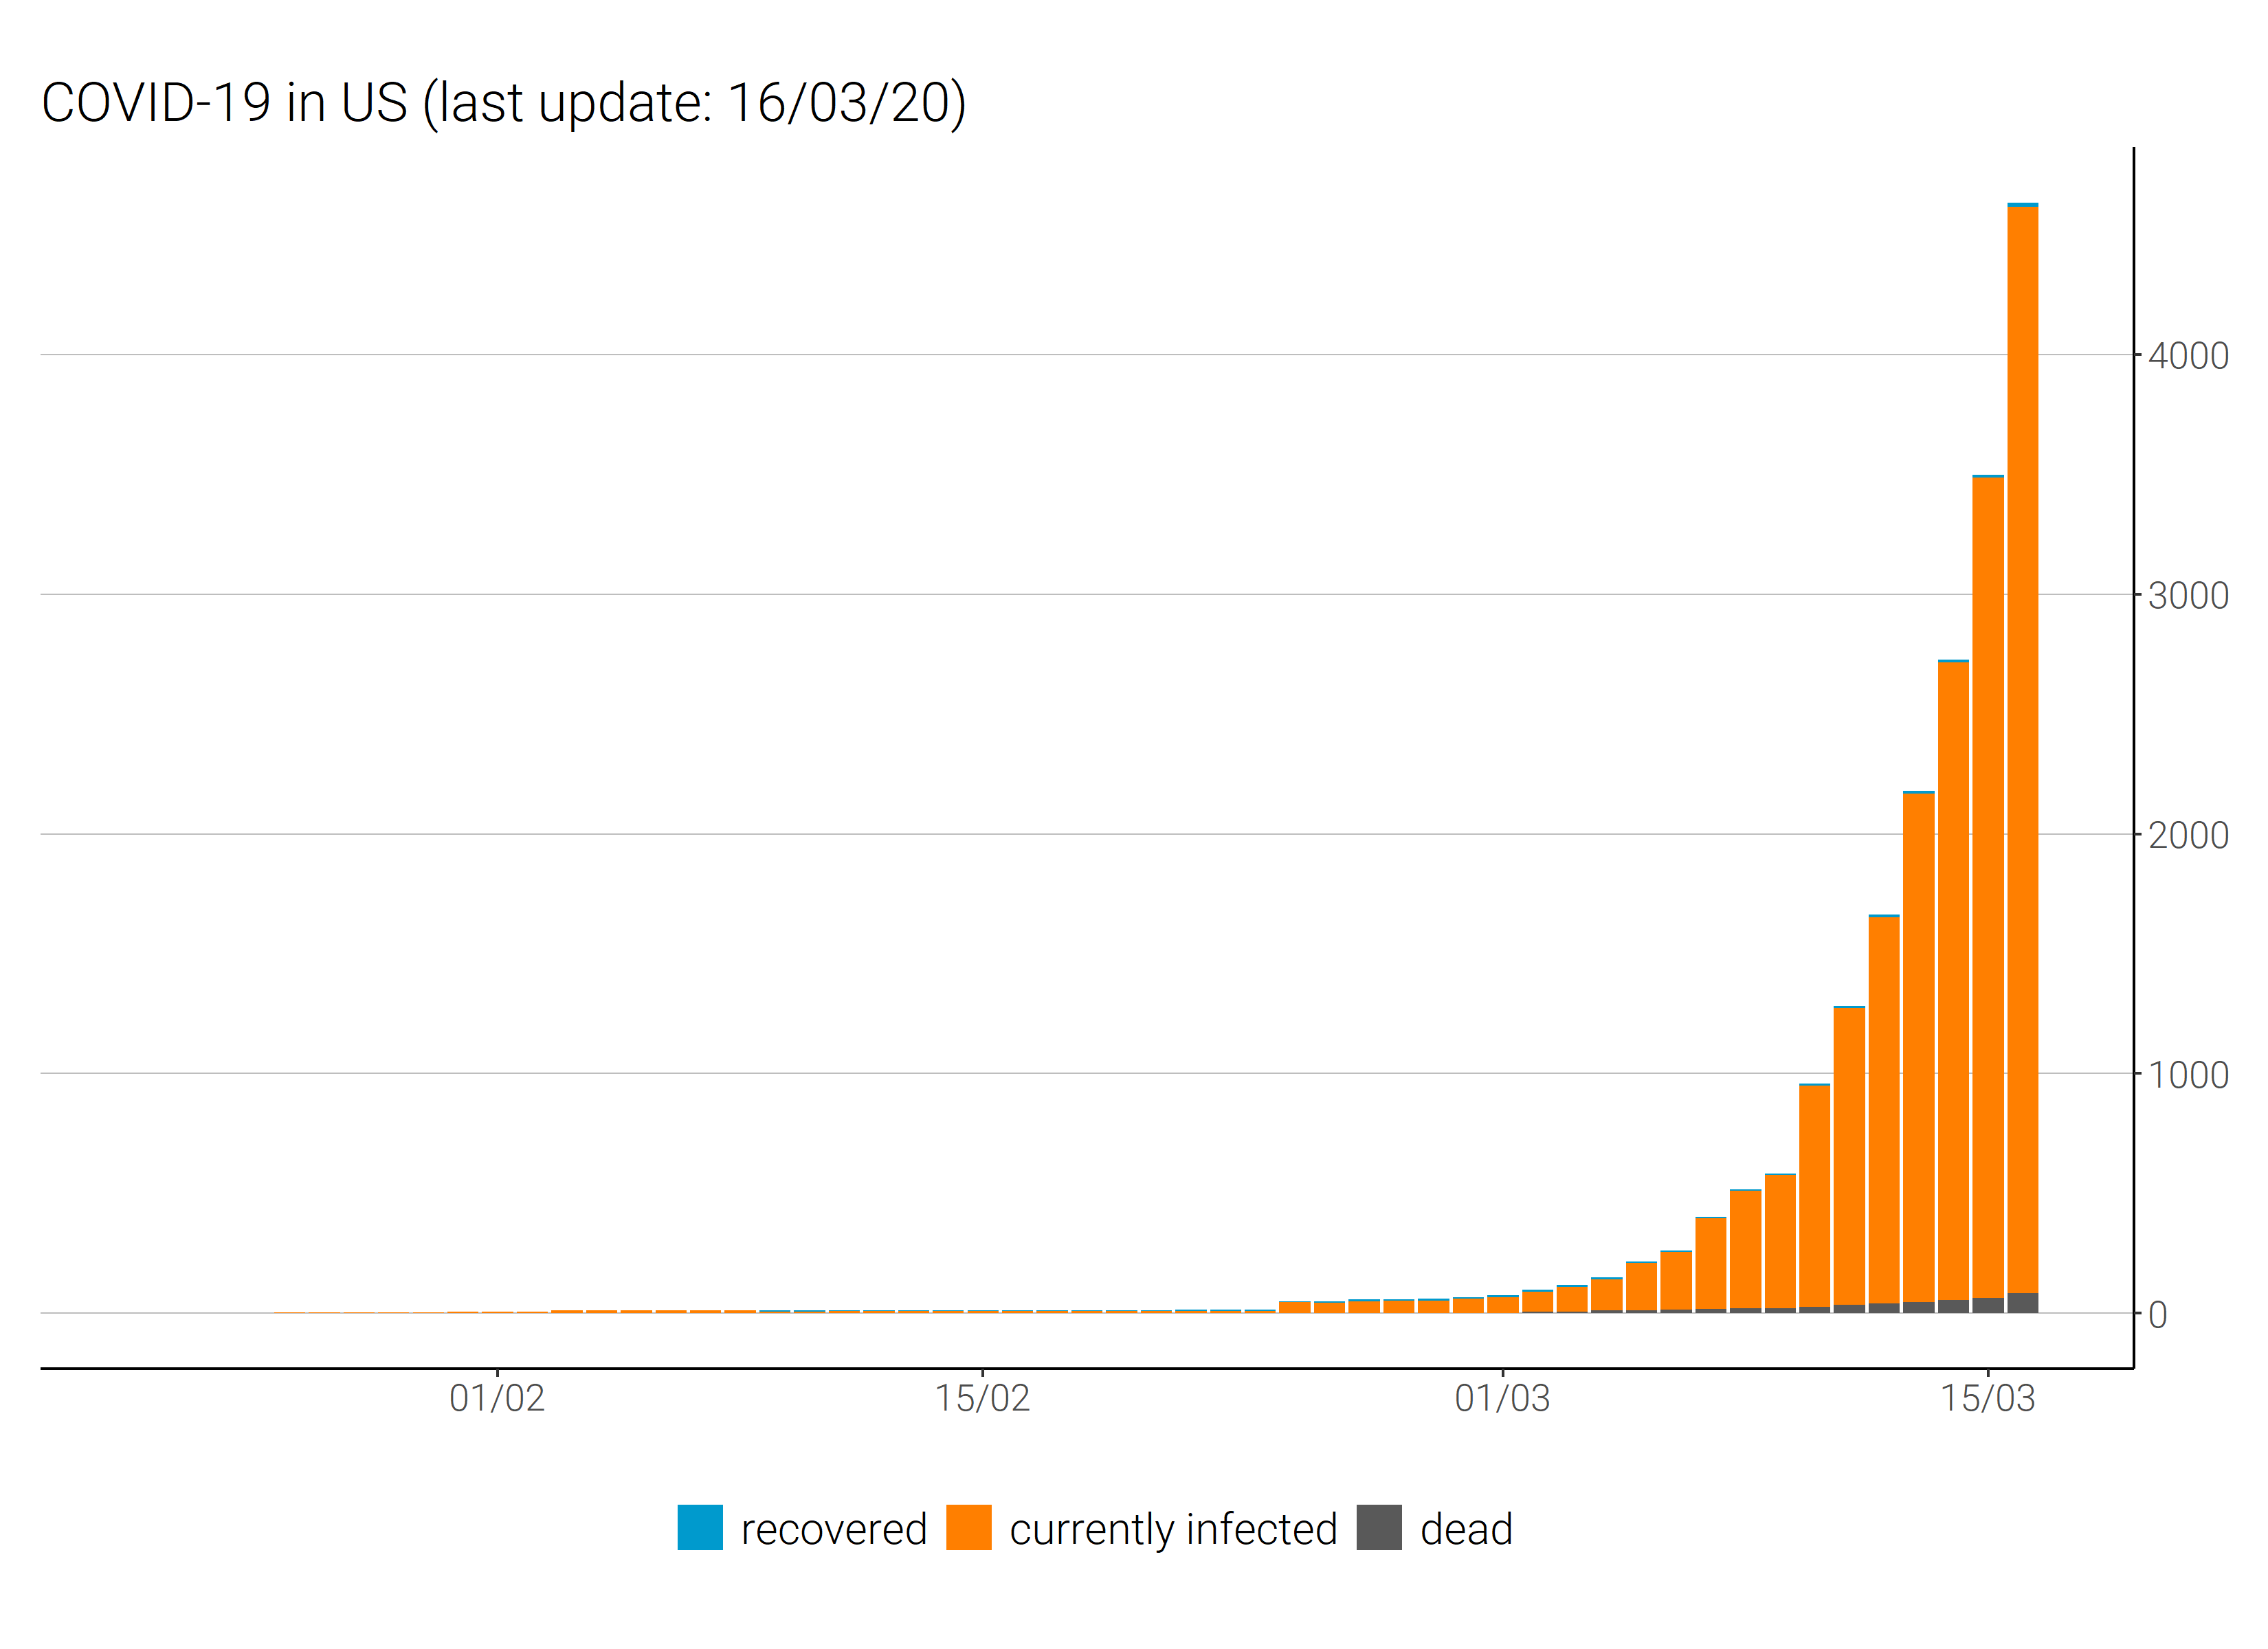 COVID-19 in US (last update: 16/03/20)
4000
3000
2000
1000
0
01/02 15/02 01/03 15/03
recovered currently infected dead